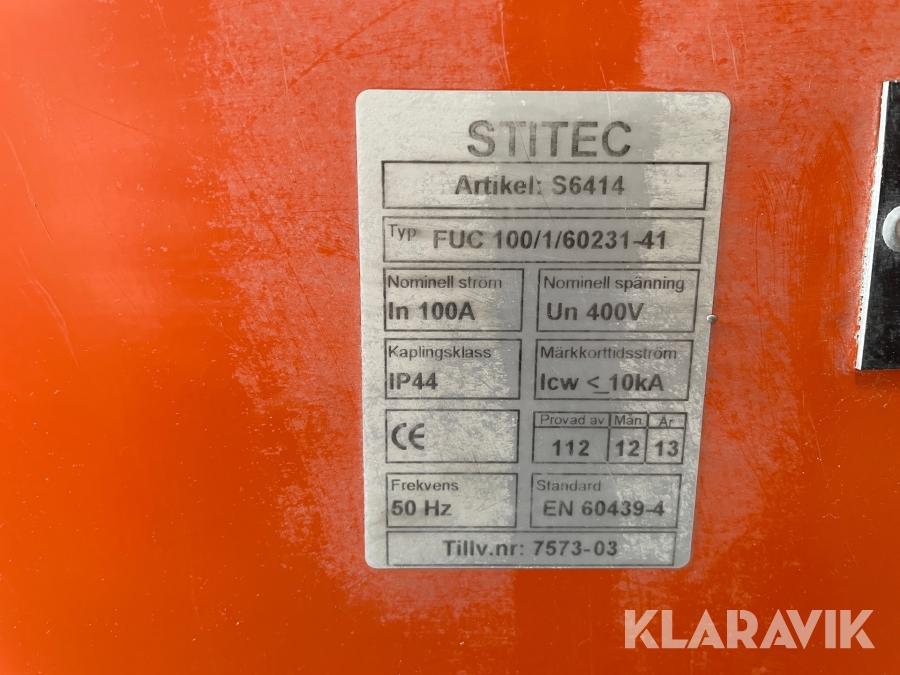 STITEC
Artikel: S6414
Typ FUC 100/1/60231-41
Nominell ström
In 100A
Nominell spänning
Un 400V
Kaplingsklass
IP44
Märkkorttidsström
Icw ≤ 10kA
CE
Provad av Mån. År
112 12 13
Frekvens
50 Hz
Standard
EN 60439-4
Tillv.nr: 7573-03
KLARAVIK